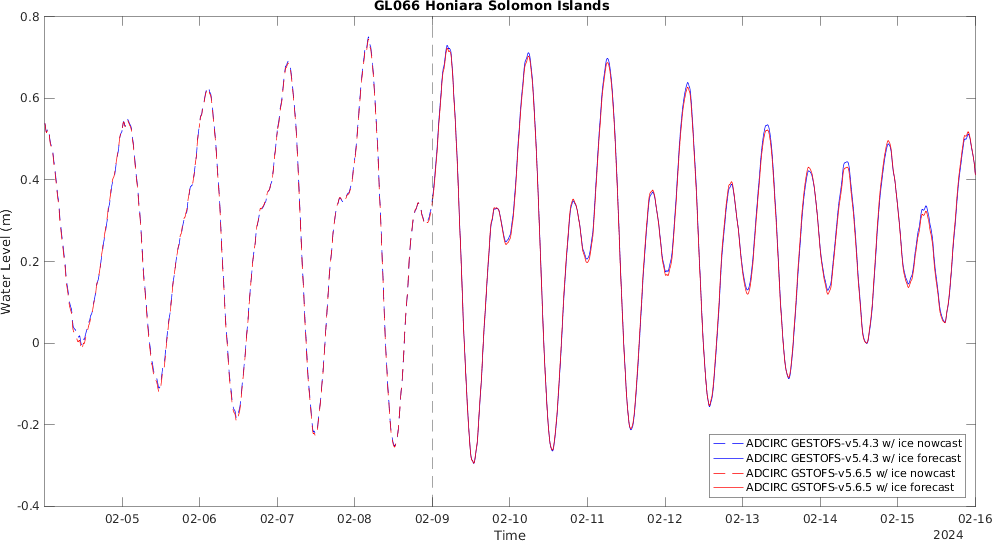 GL066 Honiara Solomon Islands
Water Level (m)
0.8
0.6
0.4
0.2
0
-0.2
-0.4
ADCIRC GESTOFS-v5.4.3 w/ ice nowcast
ADCIRC GESTOFS-v5.4.3 w/ ice forecast
ADCIRC GSTOFS-v5.6.5 w/ ice nowcast
ADCIRC GSTOFS-v5.6.5 w/ ice forecast
02-05 02-06 02-07 02-08 02-09 02-10 02-11 02-12 02-13 02-14 02-15 02-16
Time
2024